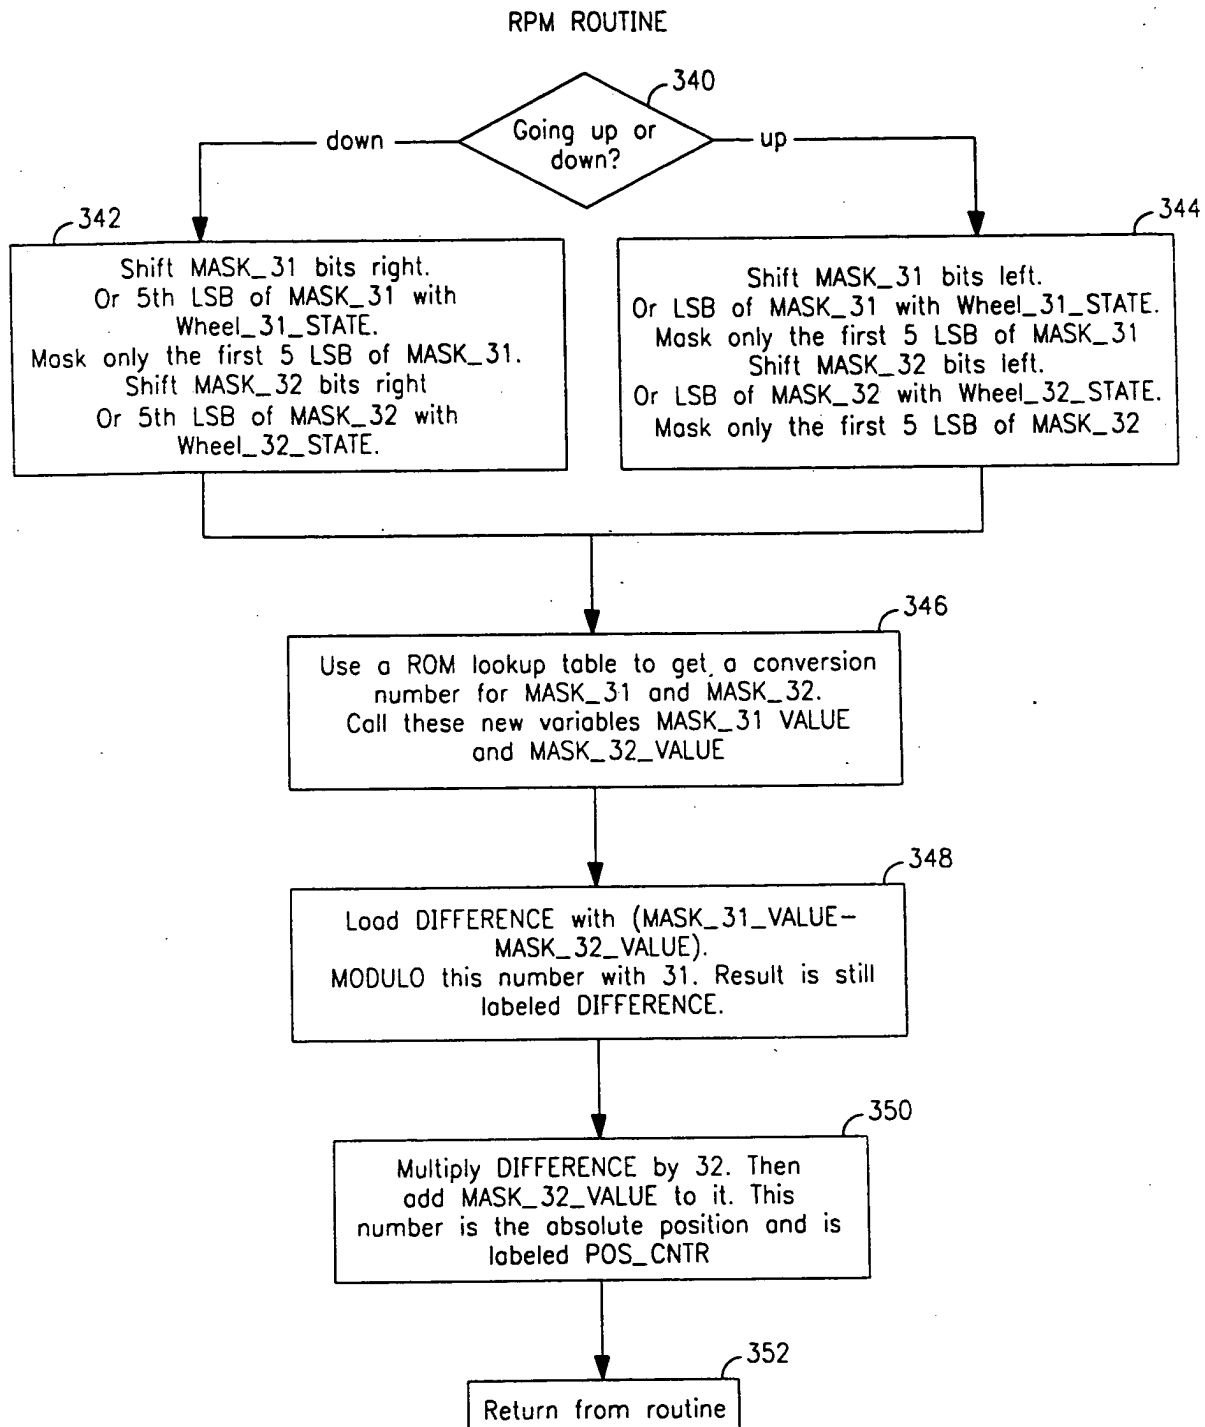 RPM ROUTINE
340
Going up or
down?
down
up
342
Shift MASK_31 bits right.
Or 5th LSB of MASK_31 with
Wheel_31_STATE.
Mask only the first 5 LSB of MASK_31.
Shift MASK_32 bits right
Or 5th LSB of MASK_32 with
Wheel_32_STATE.
344
Shift MASK_31 bits left.
Or LSB of MASK_31 with Wheel_31_STATE.
Mask only the first 5 LSB of MASK_31
Shift MASK_32 bits left.
Or LSB of MASK_32 with Wheel_32_STATE.
Mask only the first 5 LSB of MASK_32
346
Use a ROM lookup table to get a conversion
number for MASK_31 and MASK_32.
Call these new variables MASK_31 VALUE
and MASK_32_VALUE
348
Load DIFFERENCE with (MASK_31_VALUE-
MASK_32_VALUE).
MODULO this number with 31. Result is still
labeled DIFFERENCE.
350
Multiply DIFFERENCE by 32. Then
add MASK_32_VALUE to it. This
number is the absolute position and is
labeled POS_CNTR
352
Return from routine